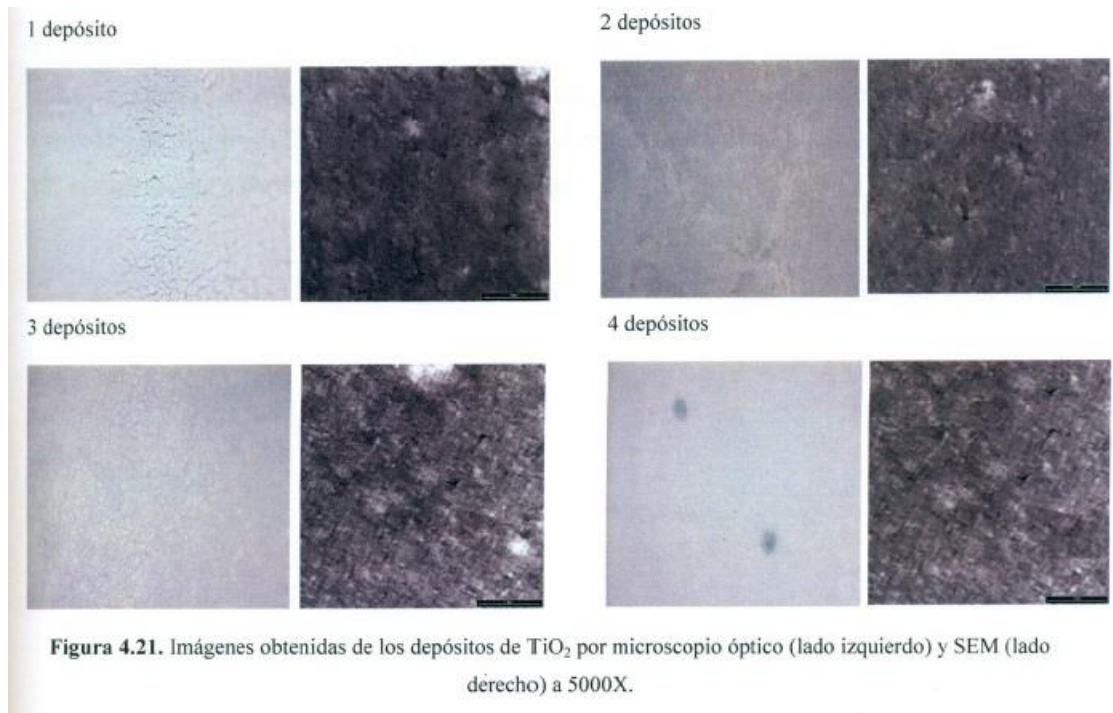 1 depósito
2 depósitos
3 depósitos
4 depósitos
Figura 4.21. Imágenes obtenidas de los depósitos de TiO₂ por microscopio óptico (lado izquierdo) y SEM (lado
derecho) a 5000X.